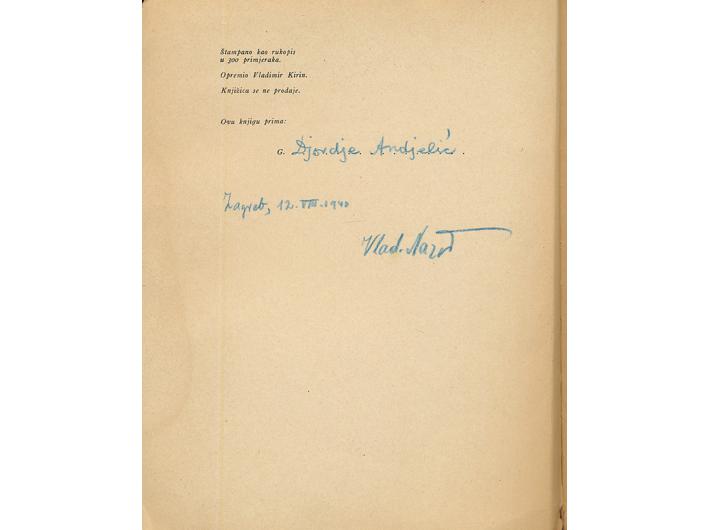 Štampano kao rukopis
u 300 primjeraka.
Opremio Vladimir Kirin.
Knjižica se ne prodaje.
Ovu knjigu prima:
G. Djordje Andjelić.
Zagreb, 12. VIII. 1940
Vlad. Nazor